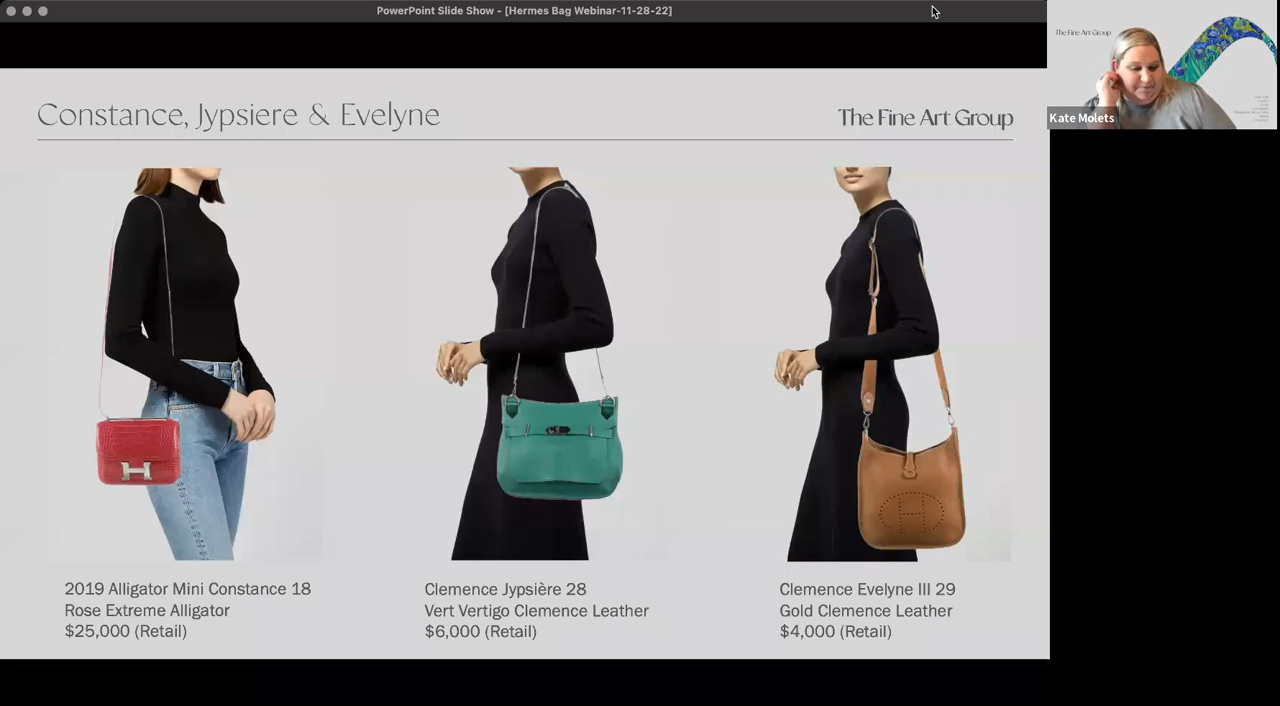 PowerPoint Slide Show - [Hermes Bag Webinar-11-28-22]
The Fine Art Group
Kate Molets
Constance, Jypsiere & Evelyne
The Fine Art Group
2019 Alligator Mini Constance 18
Rose Extreme Alligator
$25,000 (Retail)
Clemence Jypsière 28
Vert Vertigo Clemence Leather
$6,000 (Retail)
Clemence Evelyne III 29
Gold Clemence Leather
$4,000 (Retail)